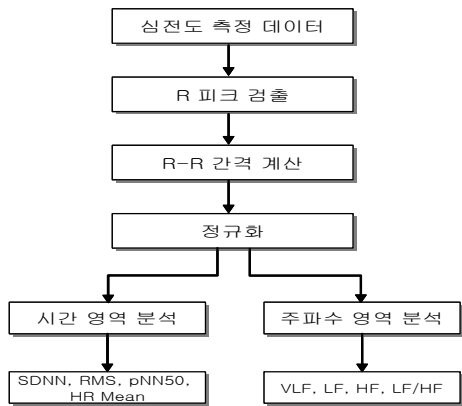 심전도 측정 데이터
R 피크 검출
R-R 간격 계산
정규화
시간 영역 분석
주파수 영역 분석
SDNN, RMS, pNN50,
HR Mean
VLF, LF, HF, LF/HF